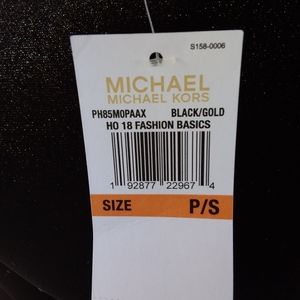 S158-0006
MICHAEL
MICHAEL KORS
PH85M0PAAX BLACK/GOLD
HO 18 FASHION BASICS
1 92877 22967 4
SIZE P/S